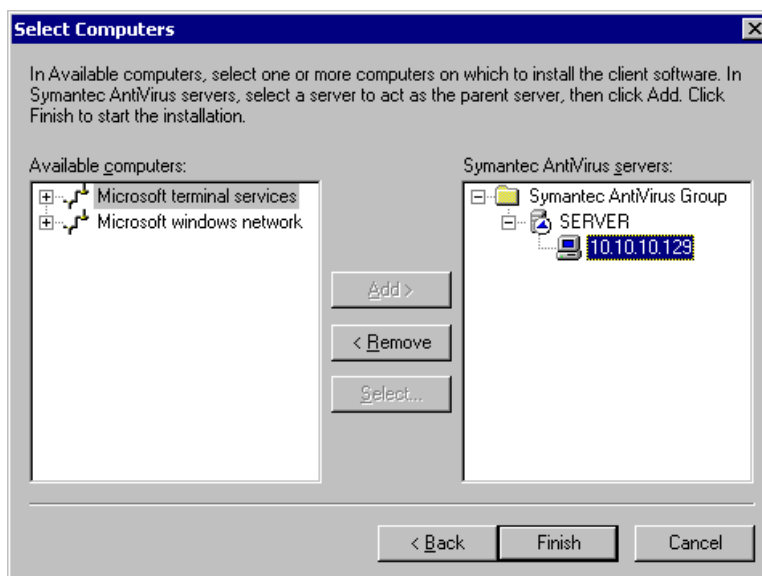 Select Computers
In Available computers, select one or more computers on which to install the client software. In
Symantec AntiVirus servers, select a server to act as the parent server, then click Add. Click
Finish to start the installation.
Available computers:
Microsoft terminal services
Microsoft windows network
Add >
< Remove
Select...
Symantec AntiVirus servers:
Symantec AntiVirus Group
SERVER
10.10.10.129
< Back
Finish
Cancel